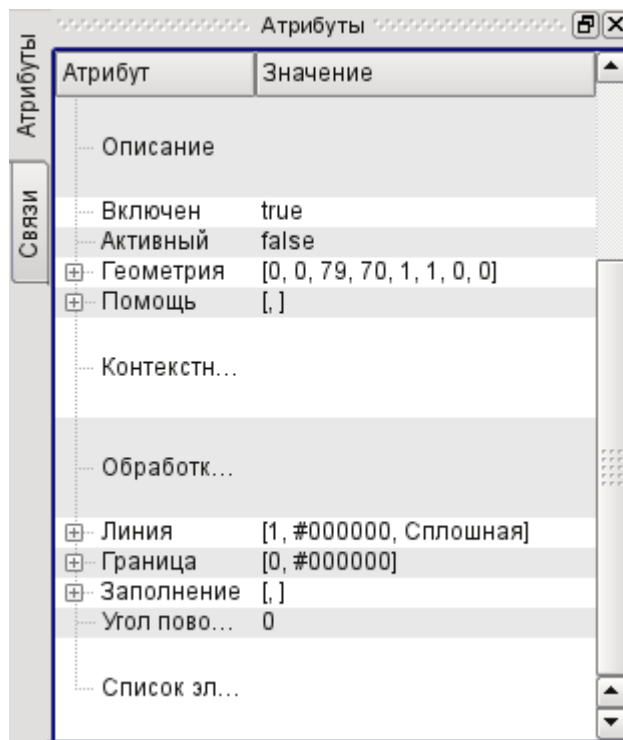 Атрибуты
Атрибуты
Связи
Атрибут Значение
Описание
Включен true
Активный false
Геометрия [0, 0, 79, 70, 1, 1, 0, 0]
Помощь [, ]
Контекстн...
Обработк...
Линия [1, #000000, Сплошная]
Граница [0, #000000]
Заполнение [, ]
Угол пово... 0
Список эл...